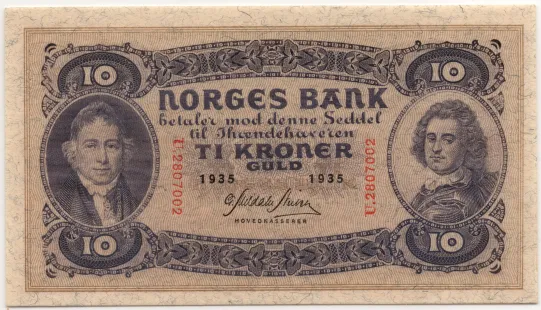 10
10
NORGES BANK
betaler mod denne Seddel
til Ihændehaveren
TI KRONER
GULD
1935 1935
U.2807002
U.2807002
HOVEDKASSERER
10
10